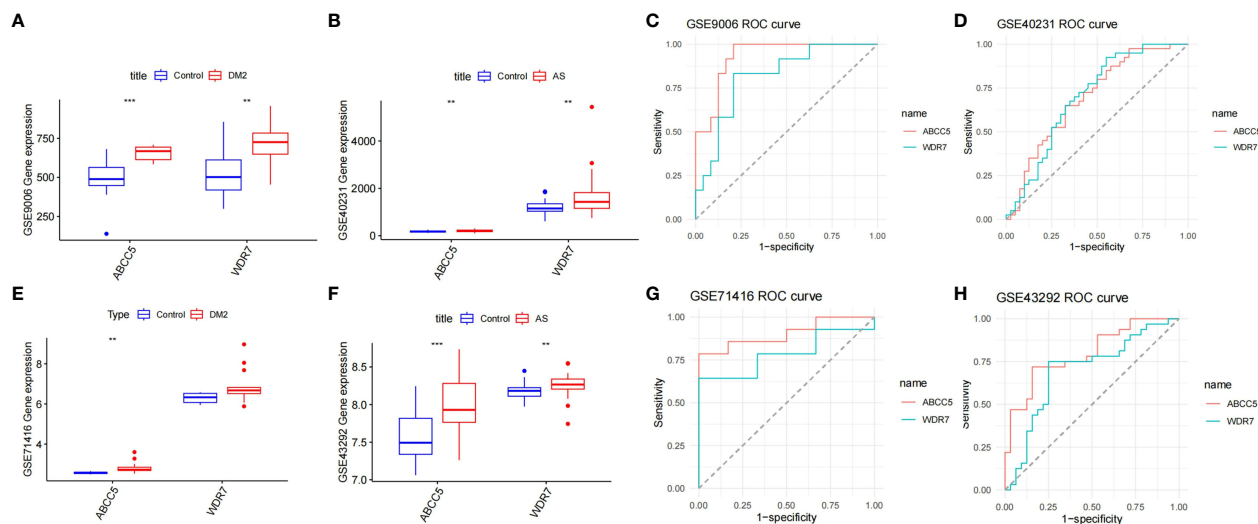 A
title Control DM2
GSE9006 Gene expression
750
500
250
***
**
ABCC5
WDR7
B
title Control AS
GSE40231 Gene expression
4000
2000
0
**
**
ABCC5
WDR7
C
GSE9006 ROC curve
Sensitivity
1.00
0.75
0.50
0.25
0.00
0.00 0.25 0.50 0.75 1.00
1−specificity
name
ABCC5
WDR7
D
GSE40231 ROC curve
Sensitivity
1.00
0.75
0.50
0.25
0.00
0.00 0.25 0.50 0.75 1.00
1−specificity
name
ABCC5
WDR7
E
Type Control DM2
GSE71416 Gene expression
8
6
4
**
ABCC5
WDR7
F
title Control AS
GSE43292 Gene expression
8.5
8.0
7.5
7.0
***
**
ABCC5
WDR7
G
GSE71416 ROC curve
Sensitivity
1.00
0.75
0.50
0.25
0.00
0.00 0.25 0.50 0.75 1.00
1−specificity
name
ABCC5
WDR7
H
GSE43292 ROC curve
Sensitivity
1.00
0.75
0.50
0.25
0.00
0.00 0.25 0.50 0.75 1.00
1−specificity
name
ABCC5
WDR7